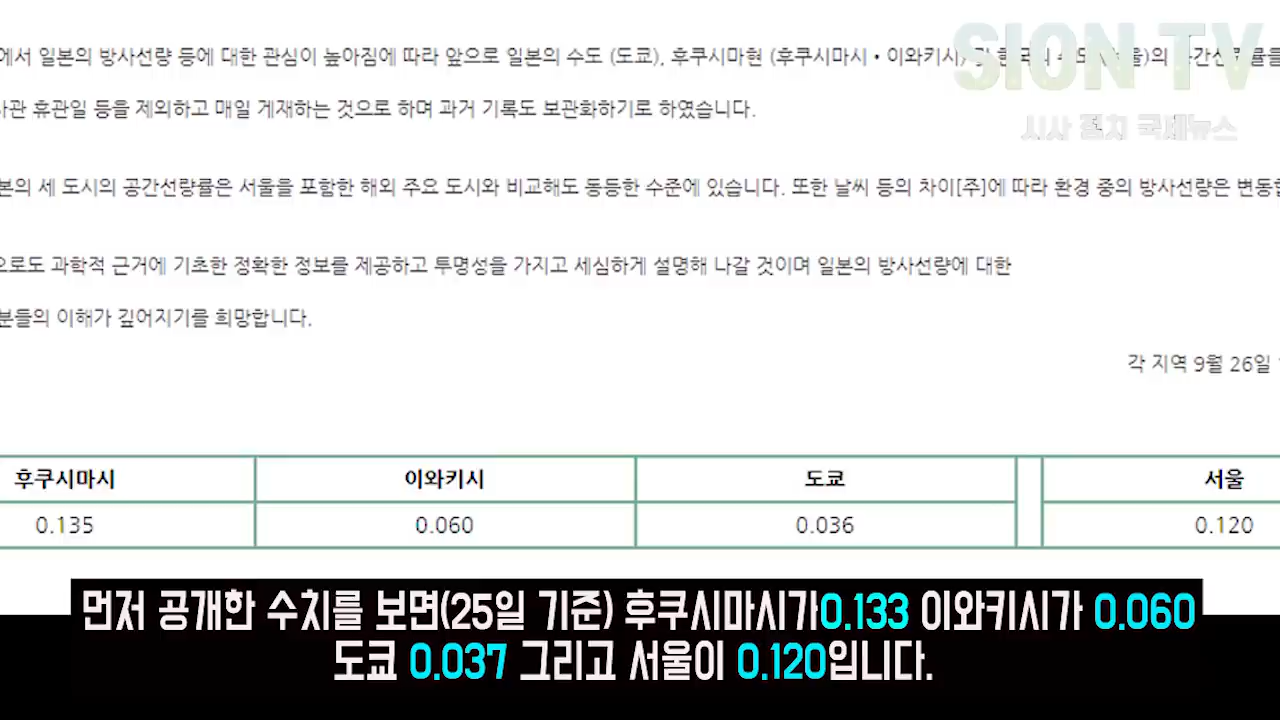 SION TV
시사 정치 국제뉴스
에서 일본의 방사선량 등에 대한 관심이 높아짐에 따라 앞으로 일본의 수도 (도쿄), 후쿠시마현 (후쿠시마시・이와키시)
관 휴관일 등을 제외하고 매일 게재하는 것으로 하며 과거 기록도 보관화하기로 하였습니다.
본의 세 도시의 공간선량률은 서울을 포함한 해외 주요 도시와 비교해도 동등한 수준에 있습니다. 또한 날씨 등의 차이[주]에 따라 환경 중의 방사선량은 변동
으로도 과학적 근거에 기초한 정확한 정보를 제공하고 투명성을 가지고 세심하게 설명해 나갈 것이며 일본의 방사선량에 대한
분들의 이해가 깊어지기를 희망합니다.
각 지역 9월 26일
후쿠시마시 이와키시 도쿄 서울
0.135 0.060 0.036 0.120
먼저 공개한 수치를 보면(25일 기준) 후쿠시마시가0.133 이와키시가 0.060
도쿄 0.037 그리고 서울이 0.120입니다.